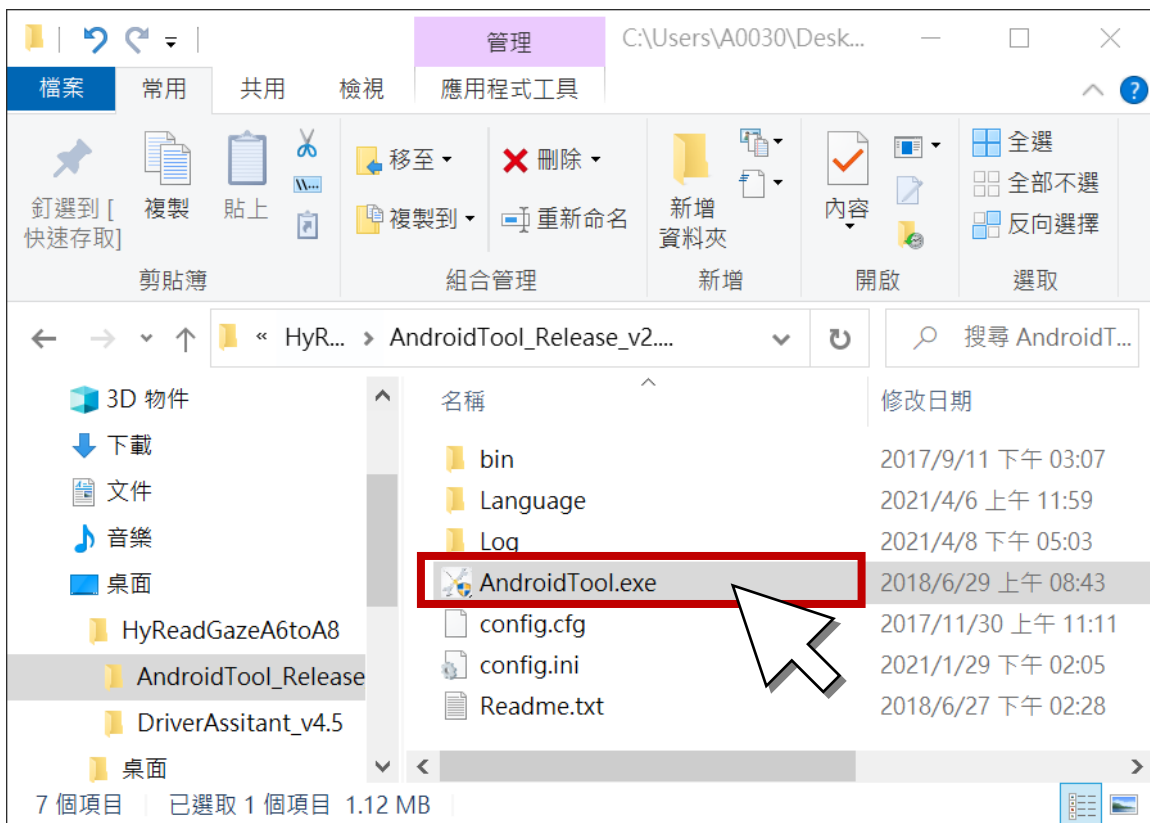 管理
C:\Users\A0030\Desk...
檔案
常用
共用
檢視
應用程式工具
?
釘選到 [
快速存取]
複製
貼上
W...
移至
複製到
刪除
重新命名
新增
資料夾
內容
全選
全部不選
反向選擇
剪貼簿
組合管理
新增
開啟
選取
« HyR... › AndroidTool_Release_v2....
搜尋 AndroidT...
3D 物件
下載
文件
音樂
桌面
HyReadGazeA6toA8
AndroidTool_Release
DriverAssitant_v4.5
桌面
名稱
修改日期
bin
2017/9/11 下午 03:07
Language
2021/4/6 上午 11:59
Log
2021/4/8 下午 05:03
AndroidTool.exe
2018/6/29 上午 08:43
config.cfg
2017/11/30 上午 11:11
config.ini
2021/1/29 下午 02:05
Readme.txt
2018/6/27 下午 02:28
7 個項目
已選取 1 個項目 1.12 MB